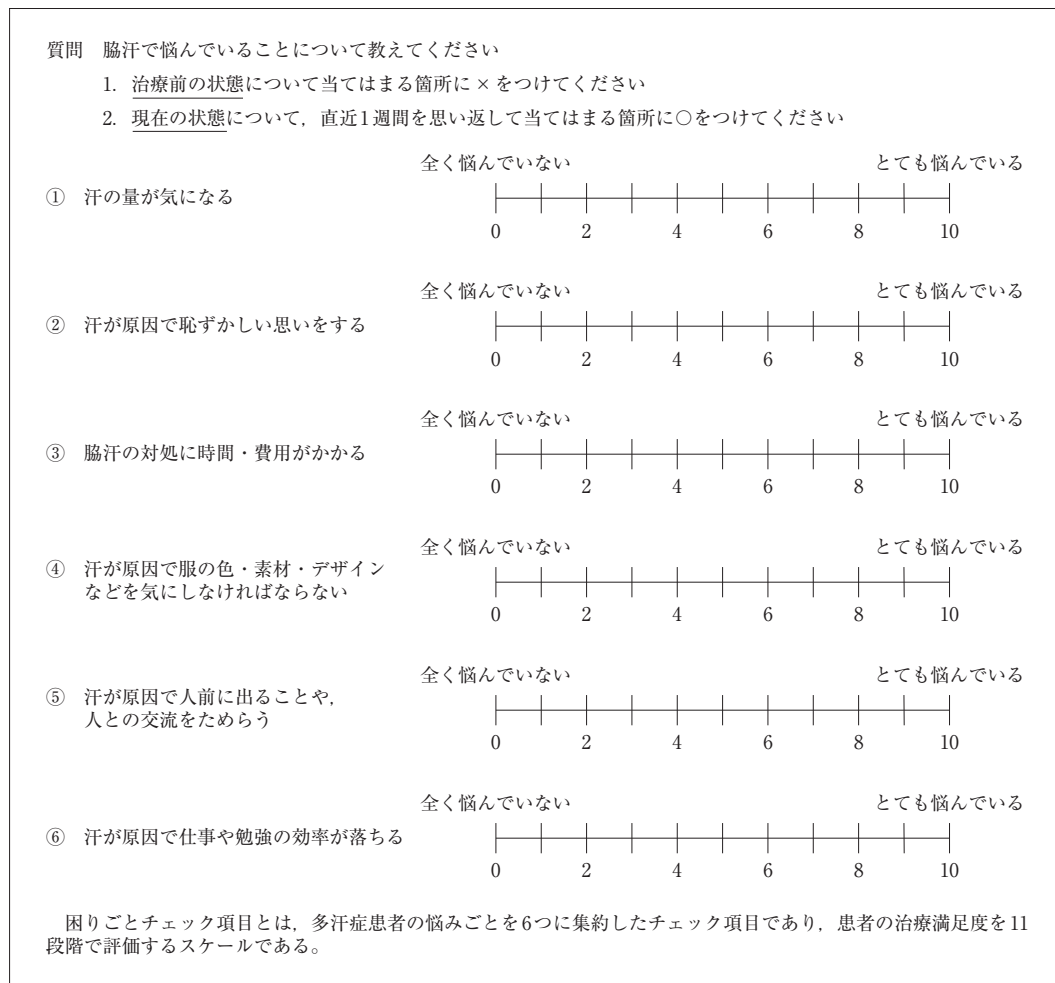 質問　脇汗で悩んでいることについて教えてください
1. 治療前の状態について当てはまる箇所に×をつけてください
2. 現在の状態について，直近1週間を思い返して当てはまる箇所に○をつけてください
全く悩んでいない　とても悩んでいる
① 汗の量が気になる
0 2 4 6 8 10
全く悩んでいない　とても悩んでいる
② 汗が原因で恥ずかしい思いをする
0 2 4 6 8 10
全く悩んでいない　とても悩んでいる
③ 脇汗の対処に時間・費用がかかる
0 2 4 6 8 10
全く悩んでいない　とても悩んでいる
④ 汗が原因で服の色・素材・デザイン
などを気にしなければならない
0 2 4 6 8 10
全く悩んでいない　とても悩んでいる
⑤ 汗が原因で人前に出ることや，
人との交流をためらう
0 2 4 6 8 10
全く悩んでいない　とても悩んでいる
⑥ 汗が原因で仕事や勉強の効率が落ちる
0 2 4 6 8 10
困りごとチェック項目とは，多汗症患者の悩みごとを6つに集約したチェック項目であり，患者の治療満足度を11
段階で評価するスケールである。